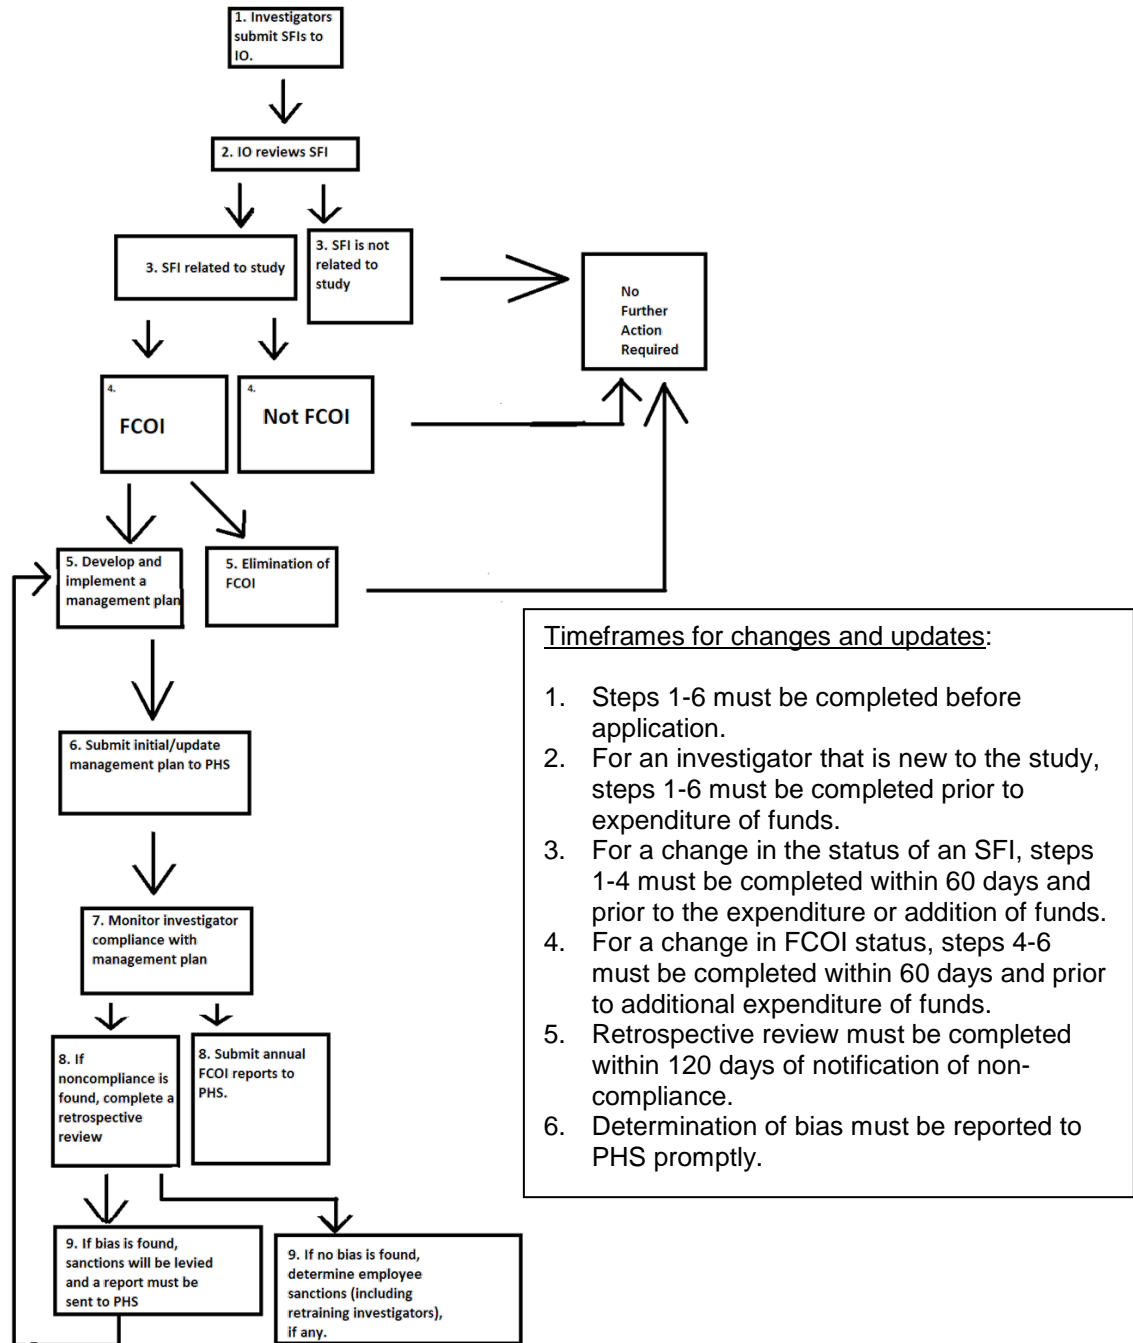 1. Investigators
submit SFIs to
IO.
2. IO reviews SFI
3. SFI related to study
3. SFI is not
related to
study
No
Further
Action
Required
4.
FCOI
4.
Not FCOI
5. Develop and
implement a
management plan
5. Elimination of
FCOI
6. Submit initial/update
management plan to PHS
7. Monitor investigator
compliance with
management plan
8. If
noncompliance is
found, complete a
retrospective
review
8. Submit annual
FCOI reports to
PHS.
9. If bias is found,
sanctions will be levied
and a report must be
sent to PHS
9. If no bias is found,
determine employee
sanctions (including
retraining investigators),
if any.
Timeframes for changes and updates:
1. Steps 1-6 must be completed before
application.
2. For an investigator that is new to the study,
steps 1-6 must be completed prior to
expenditure of funds.
3. For a change in the status of an SFI, steps
1-4 must be completed within 60 days and
prior to the expenditure or addition of funds.
4. For a change in FCOI status, steps 4-6
must be completed within 60 days and prior
to additional expenditure of funds.
5. Retrospective review must be completed
within 120 days of notification of non-
compliance.
6. Determination of bias must be reported to
PHS promptly.